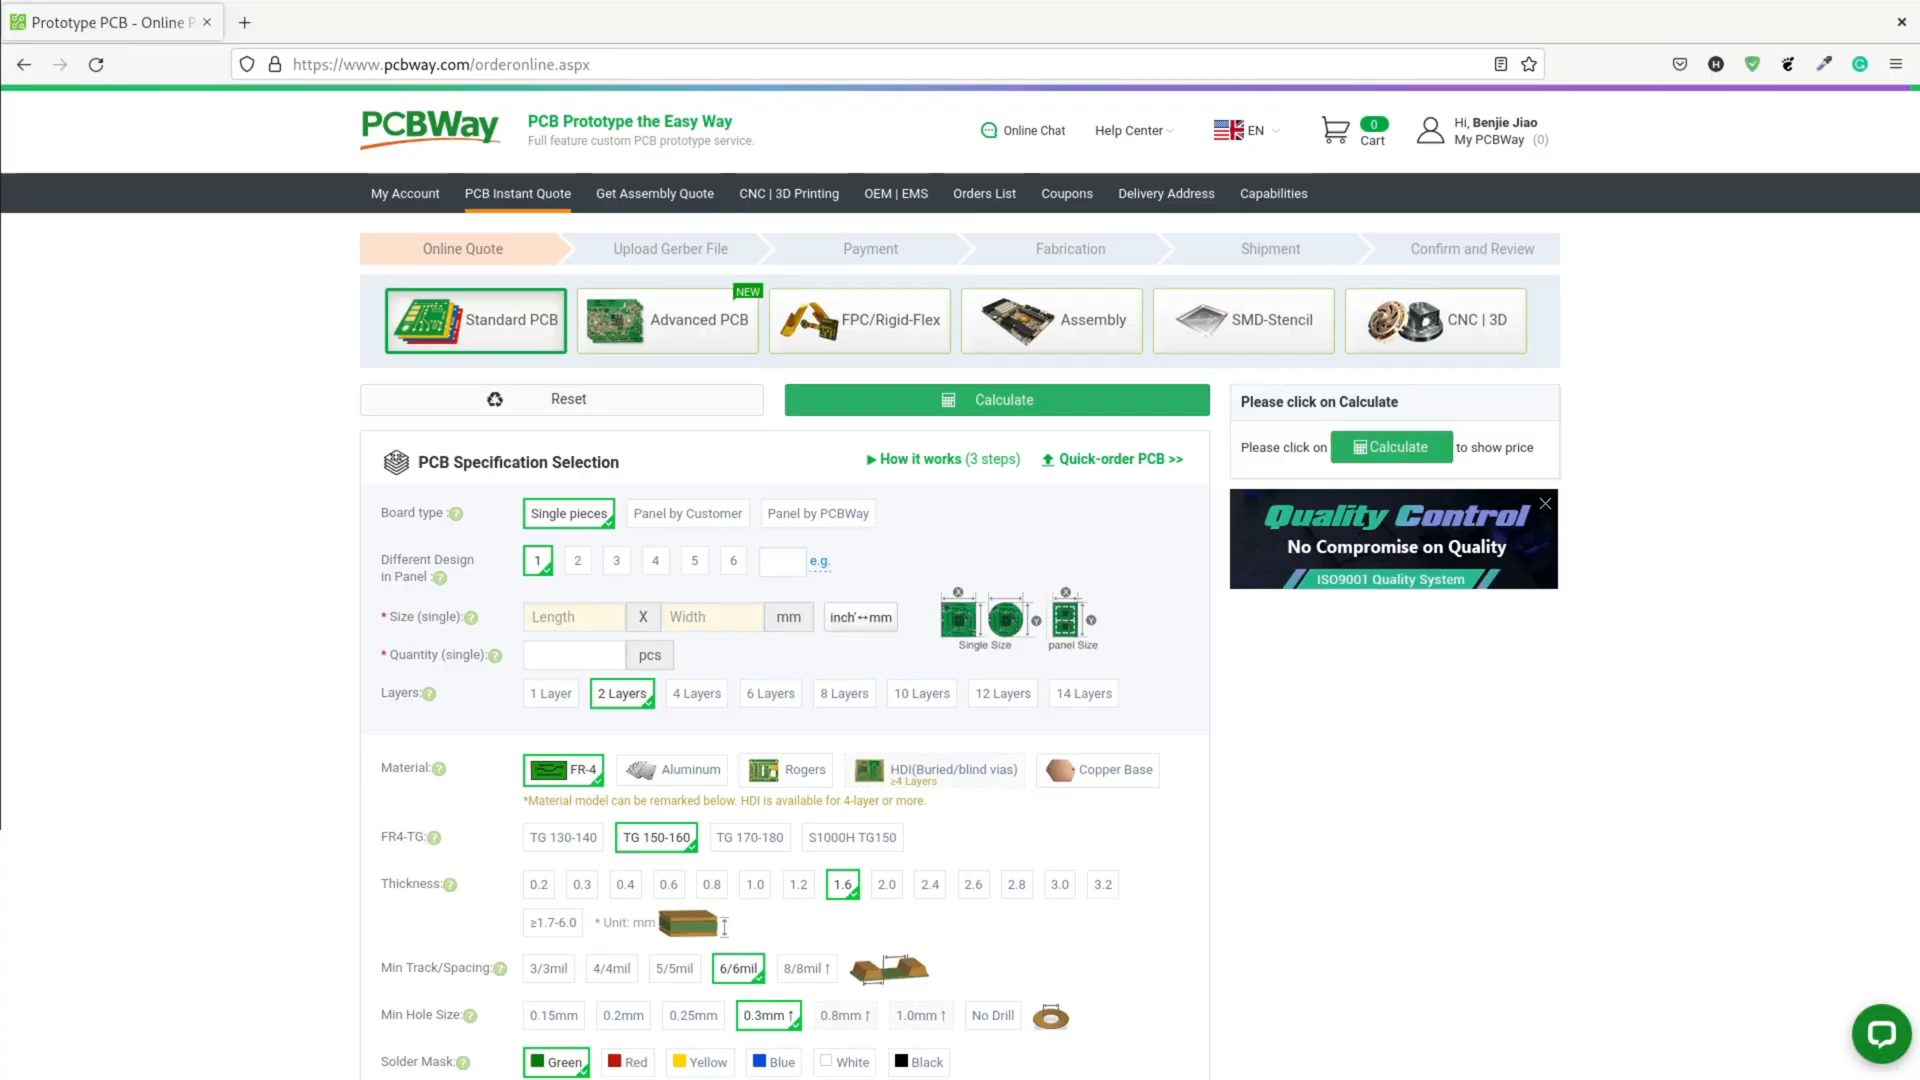 Prototype PCB - Online P
https://www.pcbway.com/orderonline.aspx
PCBWay
PCB Prototype the Easy Way
Full feature custom PCB prototype service.
Online Chat
Help Center
EN
0
Cart
Hi, Benjie Jiao
My PCBWay (0)
My Account
PCB Instant Quote
Get Assembly Quote
CNC | 3D Printing
OEM | EMS
Orders List
Coupons
Delivery Address
Capabilities
Online Quote
Upload Gerber File
Payment
Fabrication
Shipment
Confirm and Review
Standard PCB
NEW
Advanced PCB
FPC/Rigid-Flex
Assembly
SMD-Stencil
CNC | 3D
Reset
Calculate
Please click on Calculate
Please click on Calculate to show price
Quality Control
No Compromise on Quality
ISO9001 Quality System
PCB Specification Selection
How it works (3 steps)
Quick-order PCB >>
Board type :?
Single pieces
Panel by Customer
Panel by PCBWay
Different Design
in Panel :?
1 2 3 4 5 6 e.g.
* Size (single):?
Length X Width mm inch'↔mm
X Y X Y
Single Size panel Size
* Quantity (single):?
pcs
Layers:?
1 Layer 2 Layers 4 Layers 6 Layers 8 Layers 10 Layers 12 Layers 14 Layers
Material:?
FR-4 Aluminum Rogers HDI(Buried/blind vias) Copper Base
≥4 Layers
*Material model can be remarked below. HDI is available for 4-layer or more.
FR4-TG:?
TG 130-140 TG 150-160 TG 170-180 S1000H TG150
Thickness:?
0.2 0.3 0.4 0.6 0.8 1.0 1.2 1.6 2.0 2.4 2.6 2.8 3.0 3.2
≥1.7-6.0 * Unit: mm
Min Track/Spacing:?
3/3mil 4/4mil 5/5mil 6/6mil 8/8mil ↑
Min Hole Size:?
0.15mm 0.2mm 0.25mm 0.3mm ↑ 0.8mm ↑ 1.0mm ↑ No Drill
Solder Mask:?
Green Red Yellow Blue White Black